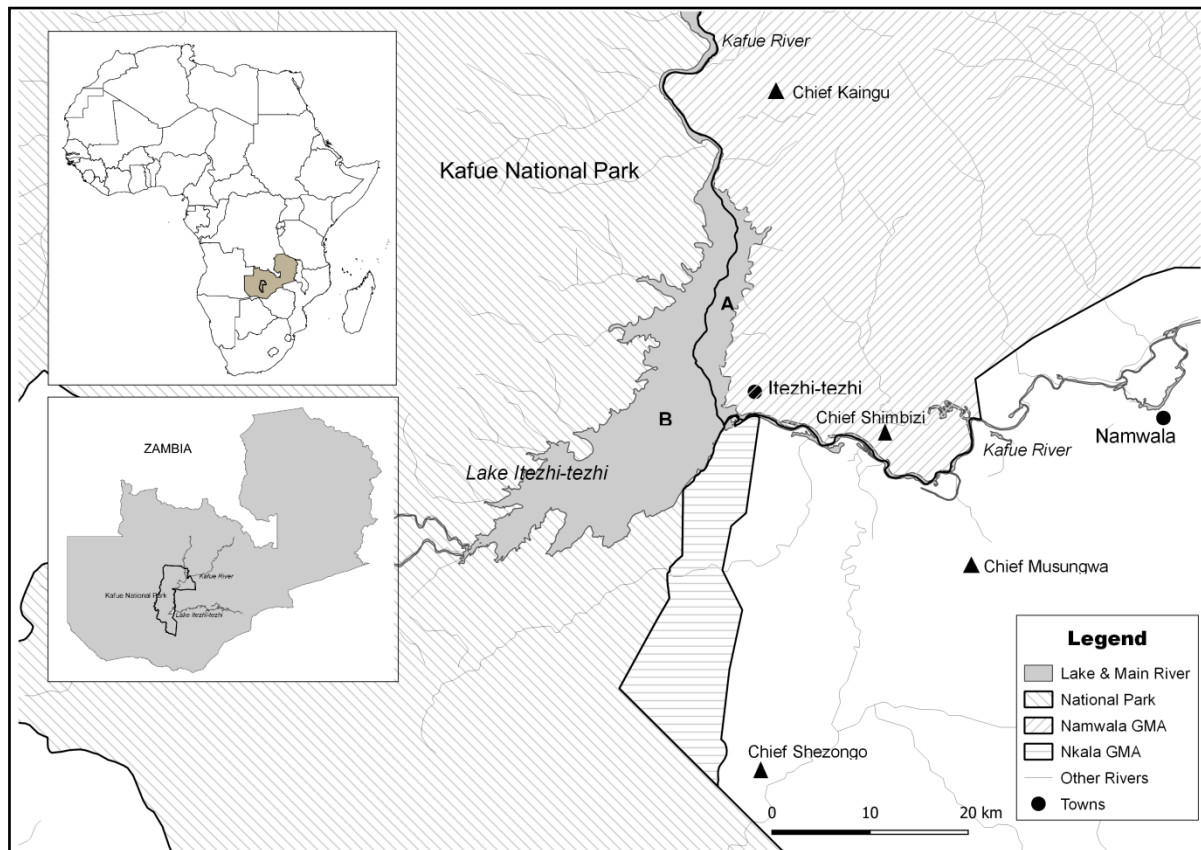 Kafue River
Chief Kaingu
Kafue National Park
A
Itezhi-tezhi
B
Chief Shimbizi
Kafue River
Namwala
Lake Itezhi-tezhi
Chief Musungwa
Chief Shezongo
ZAMBIA
Kafue River
Kafue National Park
Lake Itezhi-tezhi
Legend
Lake & Main River
National Park
Namwala GMA
Nkala GMA
Other Rivers
Towns
0 10 20 km